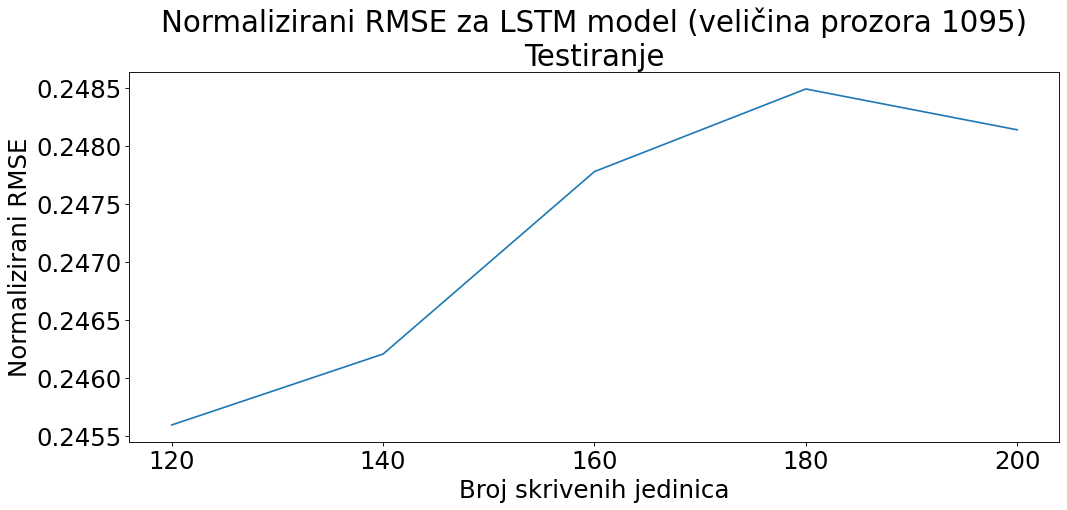 Normalizirani RMSE za LSTM model (veličina prozora 1095)
Testiranje
Normalizirani RMSE
0.2485
0.2480
0.2475
0.2470
0.2465
0.2460
0.2455
120 140 160 180 200
Broj skrivenih jedinica